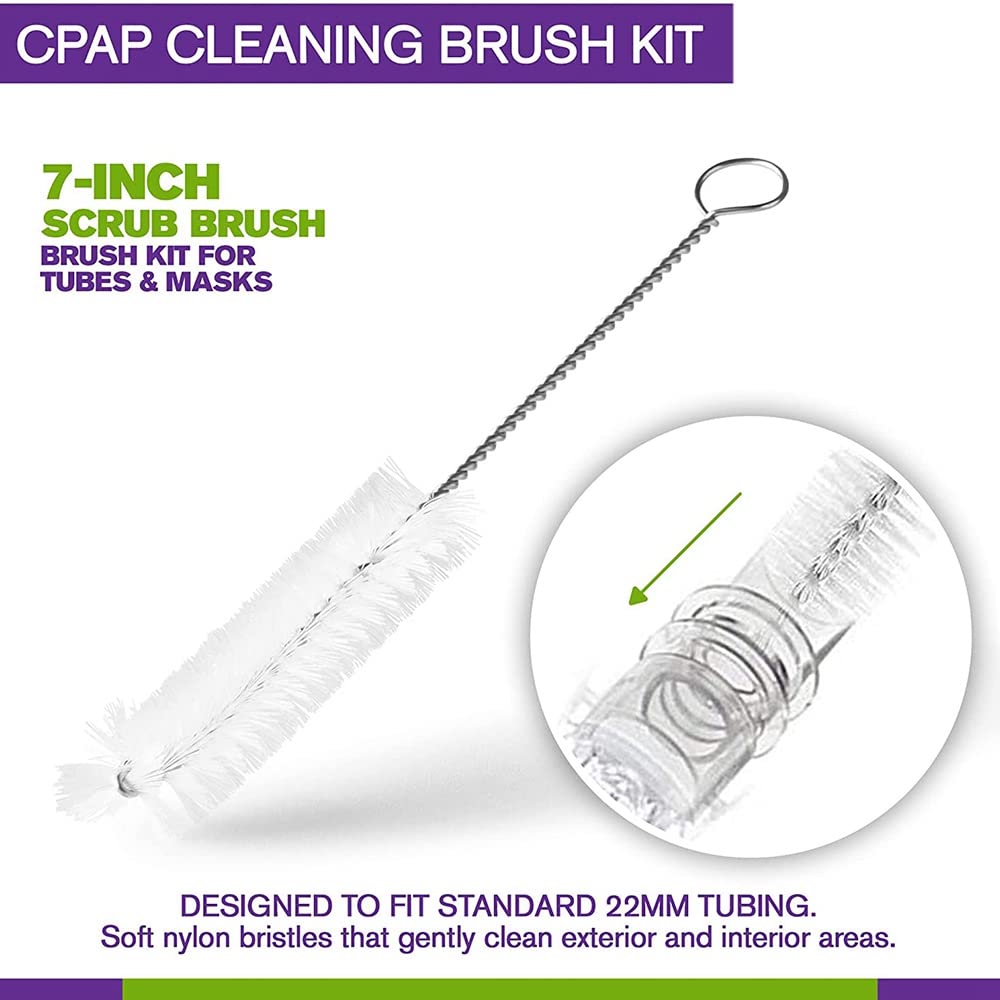 CPAP CLEANING BRUSH KIT
7-INCH
SCRUB BRUSH
BRUSH KIT FOR
TUBES & MASKS
DESIGNED TO FIT STANDARD 22MM TUBING.
Soft nylon bristles that gently clean exterior and interior areas.